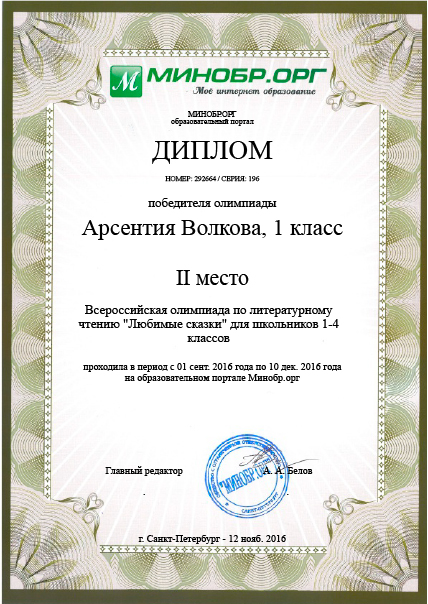 М МИНОБР.ОРГ
Моё интернет образование
МИНОБРОРГ
образовательный портал
ДИПЛОМ
НОМЕР: 292664 / СЕРИЯ: 196
победителя олимпиады
Арсентия Волкова, 1 класс
II место
Всероссийская олимпиада по литературному
чтению "Любимые сказки" для школьников 1-4
классов
проходила в период с 01 сент. 2016 года по 10 дек. 2016 года
на образовательном портале Минобр.орг
Главный редактор А. А. Белов
"МИНОБР.ОРГ"
САНКТ-ПЕТЕРБУРГ
г. Санкт-Петербург - 12 нояб. 2016